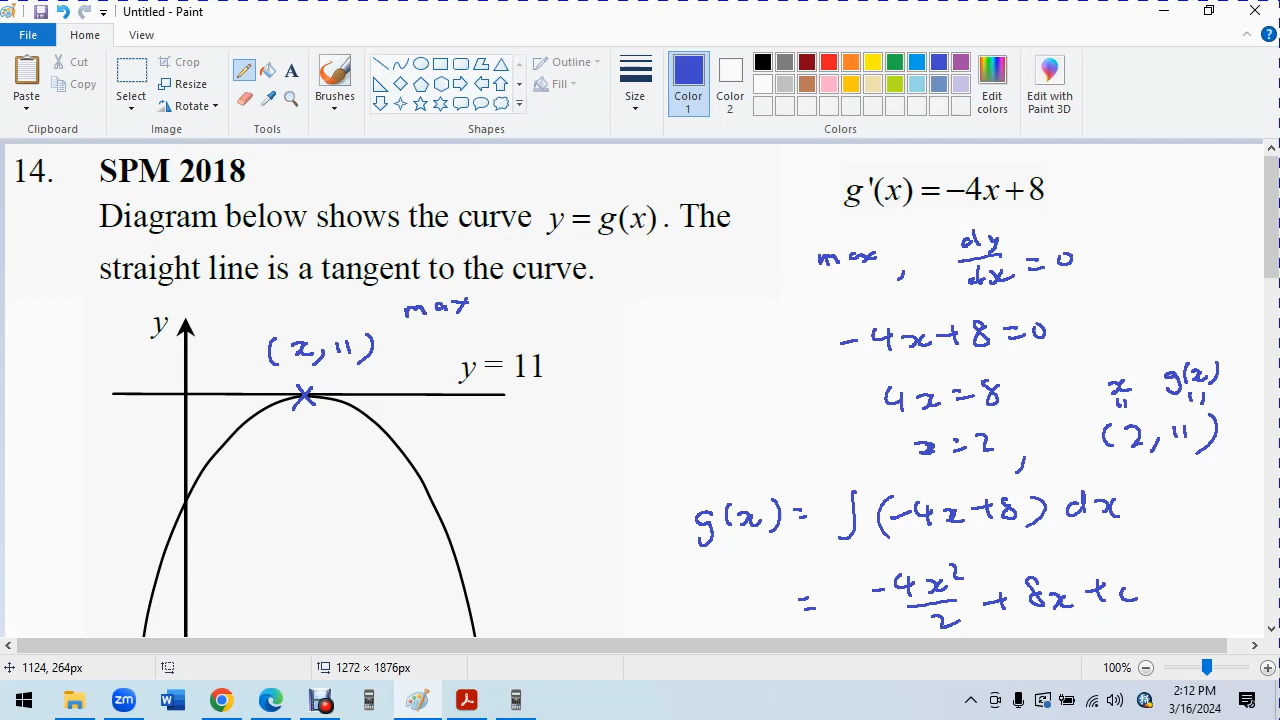 Untitled - Paint
File Home View
Paste Cut Copy Clipboard
Select Crop Resize Rotate Image
Tools
Brushes
Outline Fill Shapes
Size
Color 1 Color 2 Edit colors Colors
Edit with Paint 3D
14. SPM 2018
Diagram below shows the curve y = g(x). The
straight line is a tangent to the curve.
max
y
(x, 11)
y = 11
g'(x) = −4x + 8
max, dy/dx = 0
-4x + 8 = 0
4x = 8
x = 2,
x g(x)
" "
(2, 11)
g(x) = ∫ (-4x + 8) dx
= -4x²/2 + 8x + c
1124, 264px
1272 × 1876px
100%
2:12 PM
3/16/2024